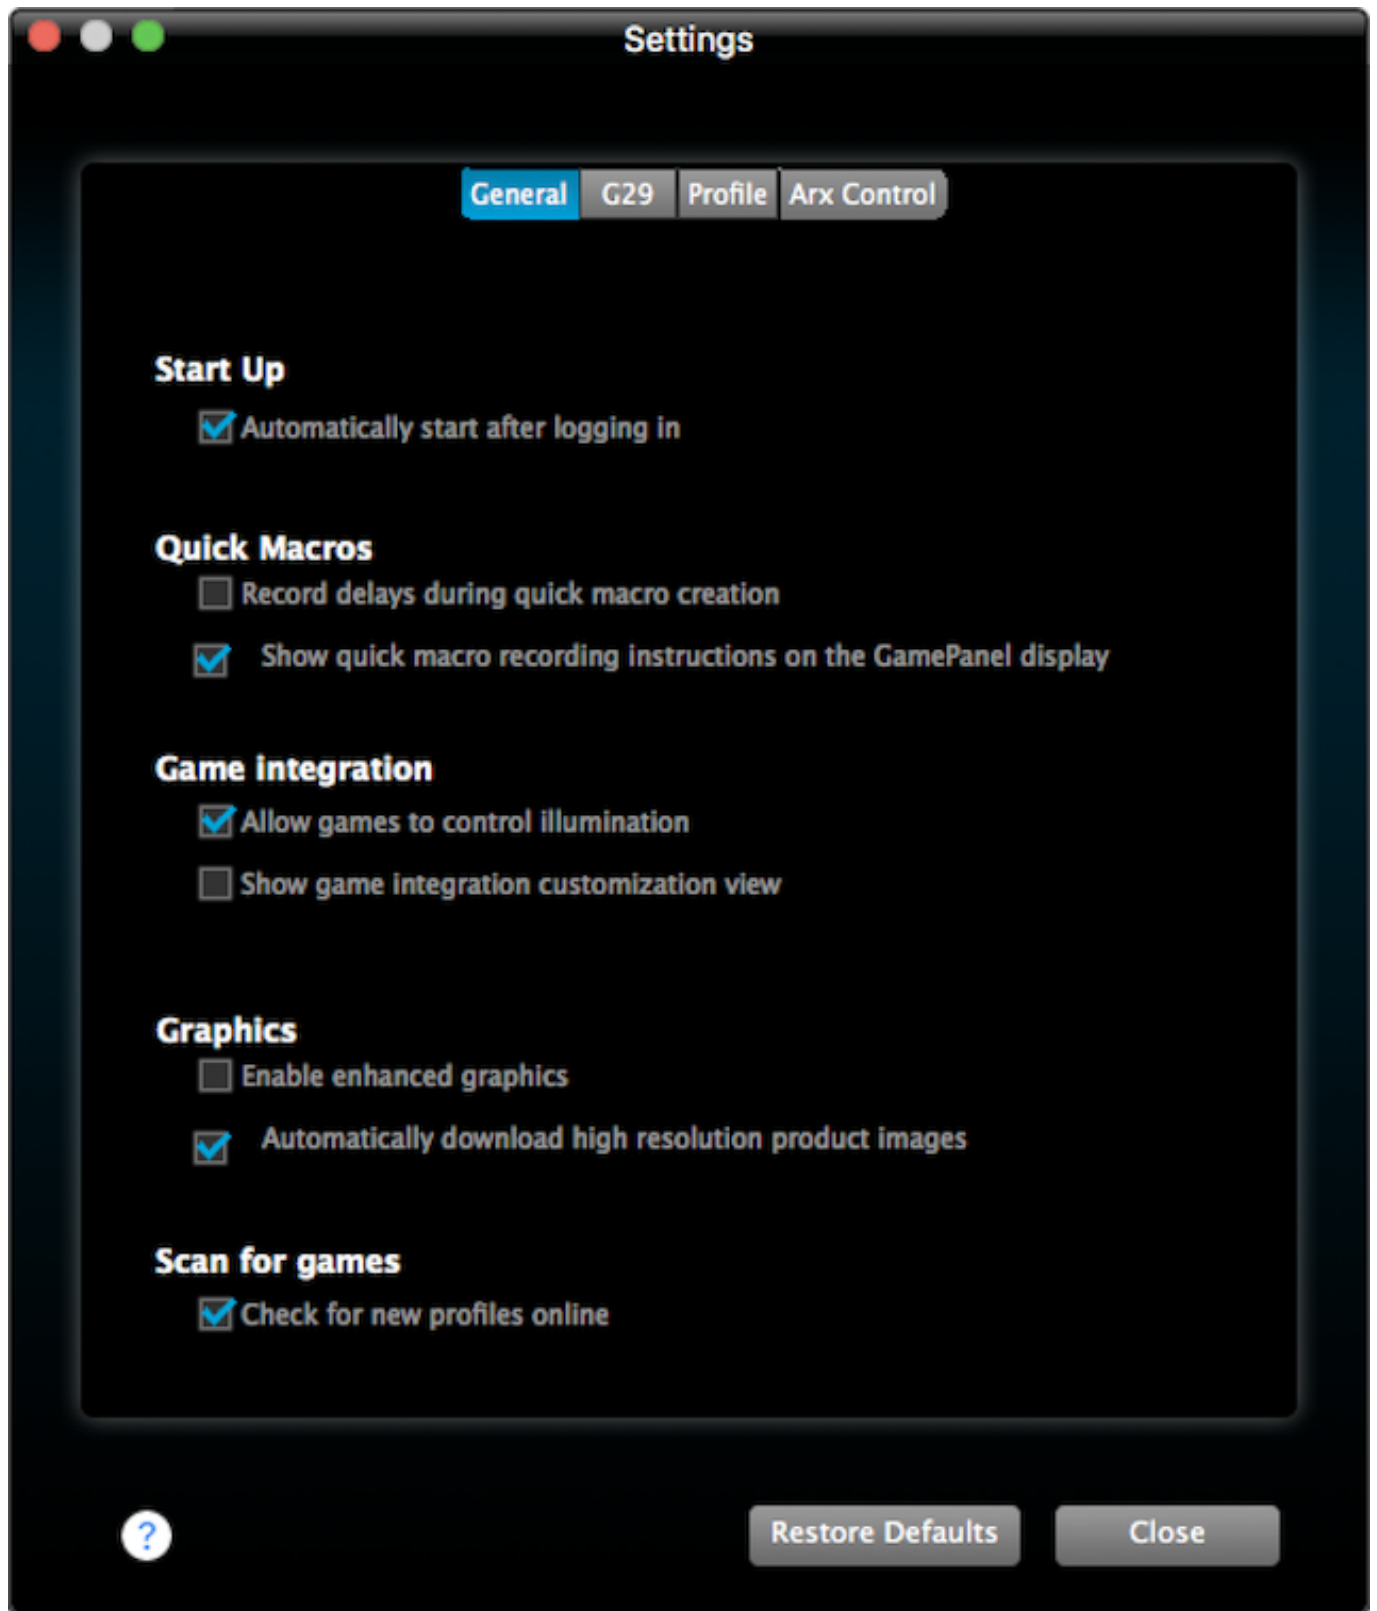 Settings
General G29 Profile Arx Control
Start Up
Automatically start after logging in
Quick Macros
Record delays during quick macro creation
Show quick macro recording instructions on the GamePanel display
Game integration
Allow games to control illumination
Show game integration customization view
Graphics
Enable enhanced graphics
Automatically download high resolution product images
Scan for games
Check for new profiles online
? Restore Defaults Close